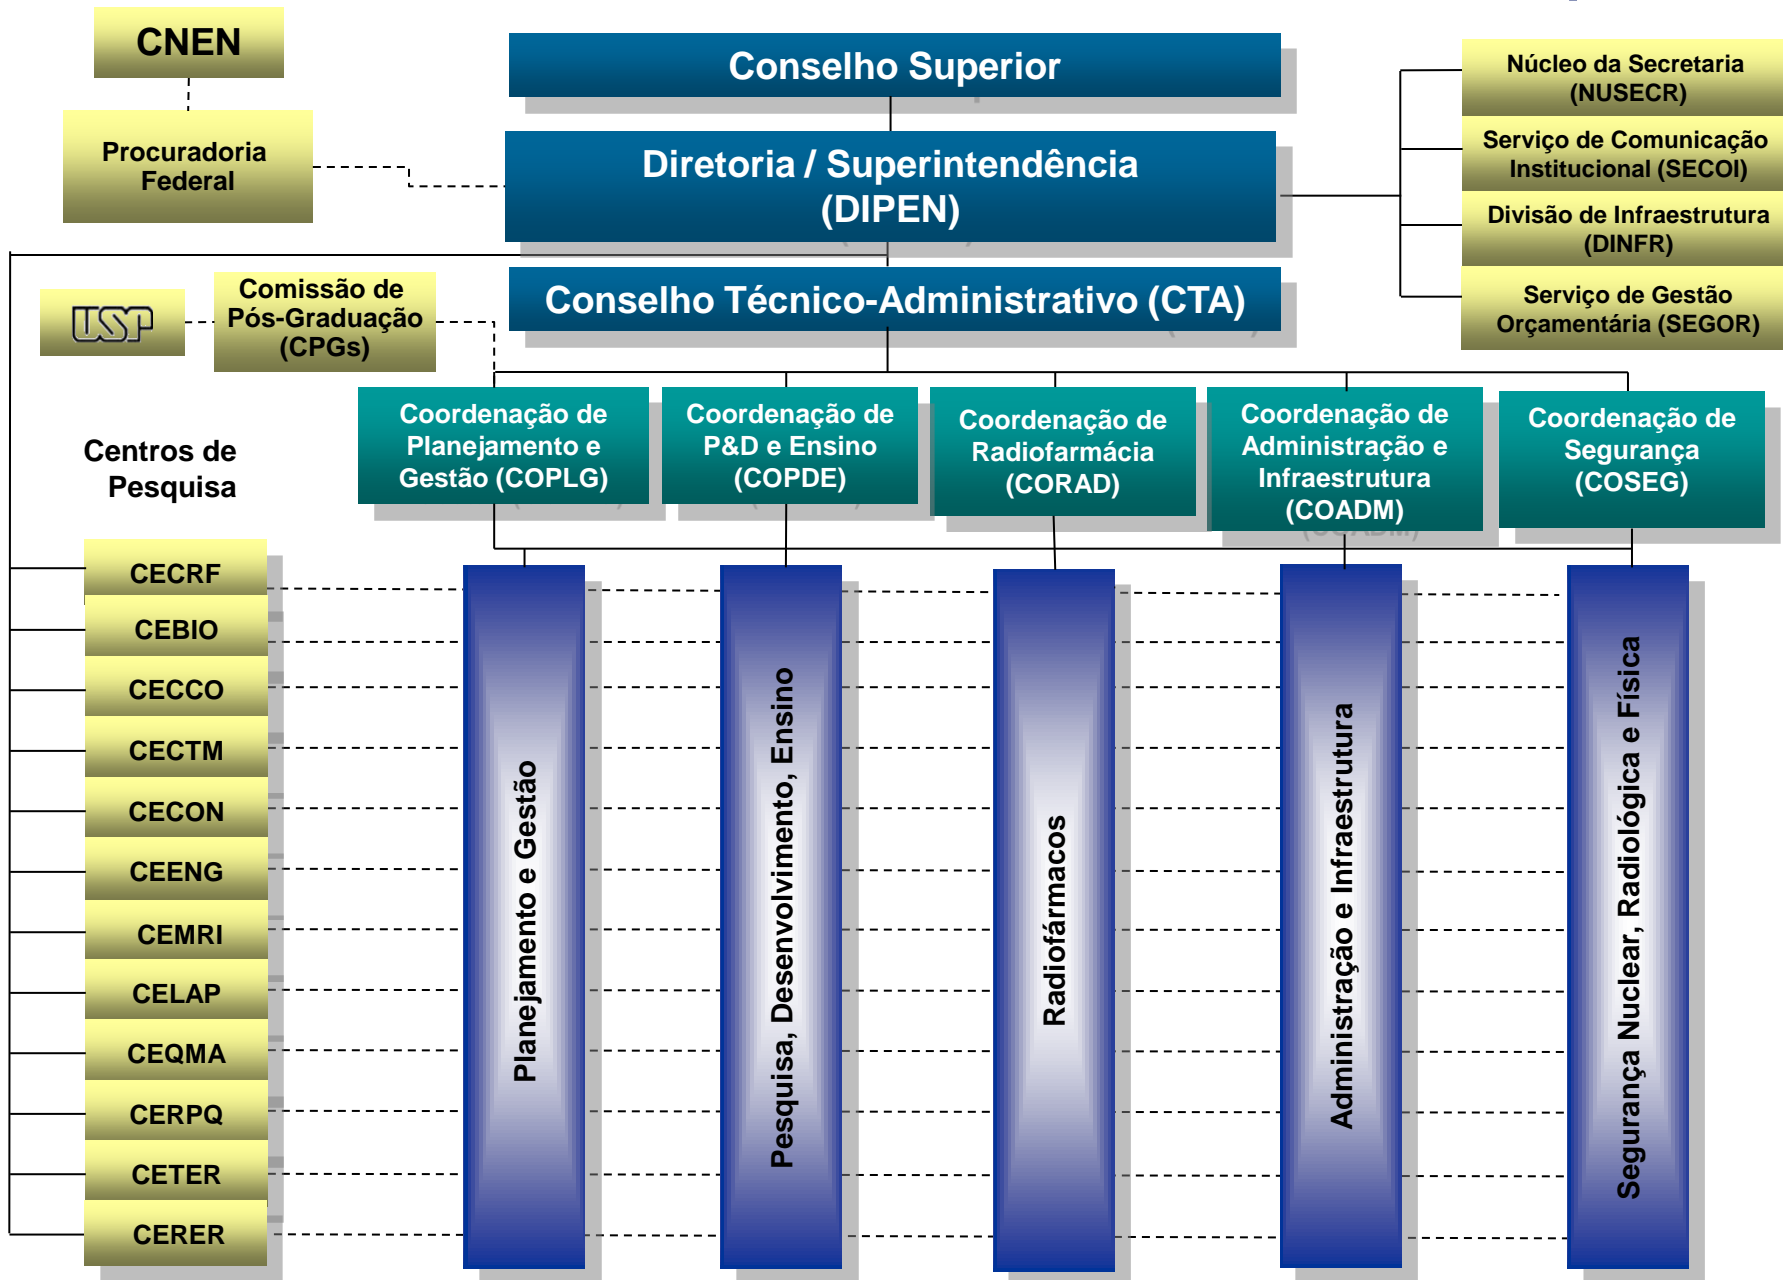 CNEN
Conselho Superior
Núcleo da Secretaria
(NUSECR)
Procuradoria
Federal
Diretoria / Superintendência
(DIPEN)
Serviço de Comunicação
Institucional (SECOI)
Divisão de Infraestrutura
(DINFR)
Serviço de Gestão
Orçamentária (SEGOR)
USP
Comissão de
Pós-Graduação
(CPGs)
Conselho Técnico-Administrativo (CTA)
Coordenação de
Planejamento e
Gestão (COPLG)
Coordenação de
P&D e Ensino
(COPDE)
Coordenação de
Radiofarmácia
(CORAD)
Coordenação de
Administração e
Infraestrutura
(COADM)
Coordenação de
Segurança
(COSEG)
Centros de
Pesquisa
CECRF
CEBIO
CECCO
CECTM
CECON
CEENG
CEMRI
CELAP
CEQMA
CERPQ
CETER
CERER
Planejamento e Gestão
Pesquisa, Desenvolvimento, Ensino
Radiofármacos
Administração e Infraestrutura
Segurança Nuclear, Radiológica e Física